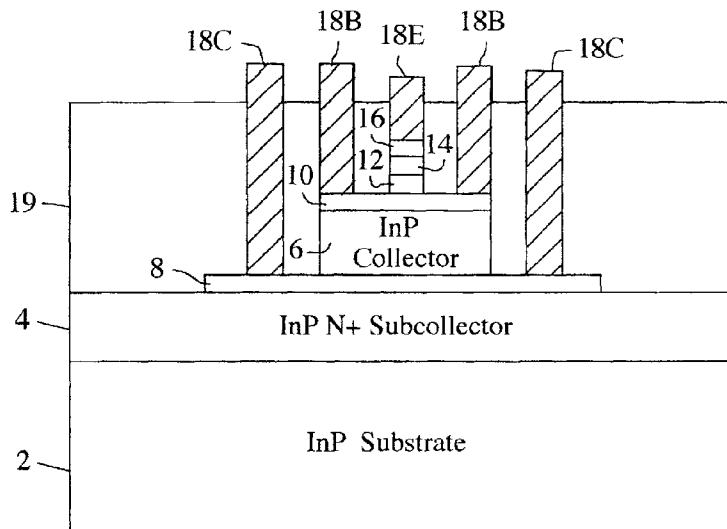 18C
18B
18E
18B
18C
16
14
12
10
19
InP
6
Collector
8
4
InP N+ Subcollector
InP Substrate
2